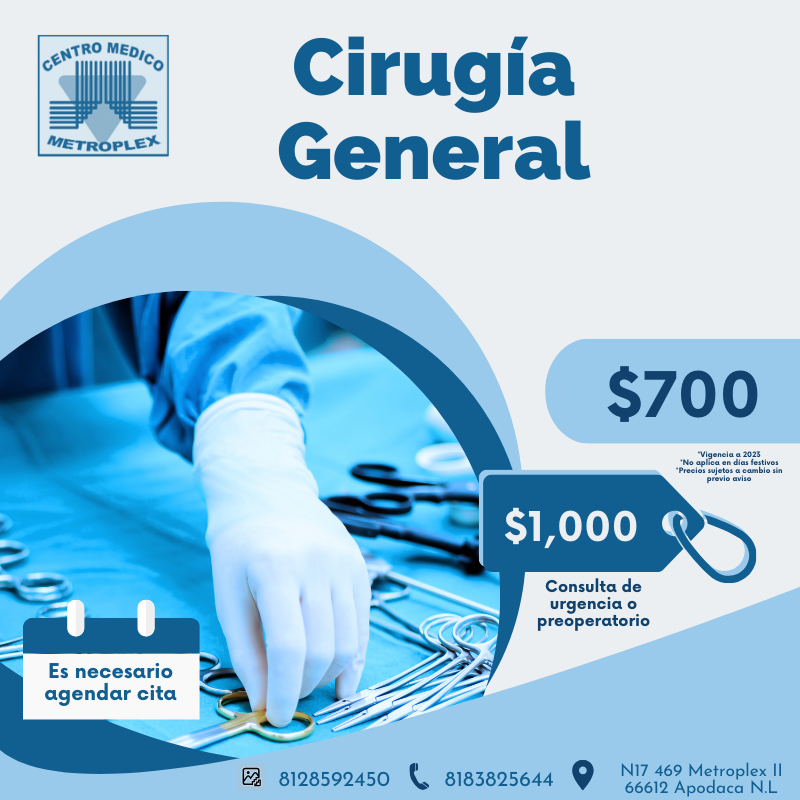 CENTRO MEDICO
METROPLEX
Cirugía
General
$700
*Vigencia a 2023
*No aplica en días festivos
*Precios sujetos a cambio sin
previo aviso
$1,000
Consulta de
urgencia o
preoperatorio
Es necesario
agendar cita
8128592450
8183825644
N17 469 Metroplex II
66612 Apodaca N.L